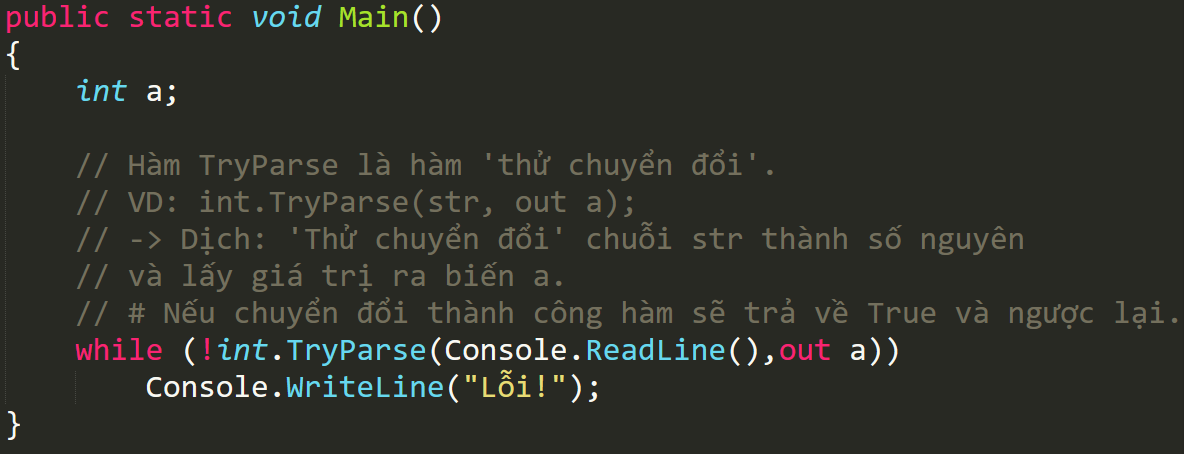 public static void Main()
{
int a;
// Hàm TryParse là hàm 'thử chuyển đổi'.
// VD: int.TryParse(str, out a);
// -> Dịch: 'Thử chuyển đổi' chuỗi str thành số nguyên
// và lấy giá trị ra biến a.
// # Nếu chuyển đổi thành công hàm sẽ trả về True và ngược lại.
while (!int.TryParse(Console.ReadLine(),out a))
Console.WriteLine("Lỗi!");
}